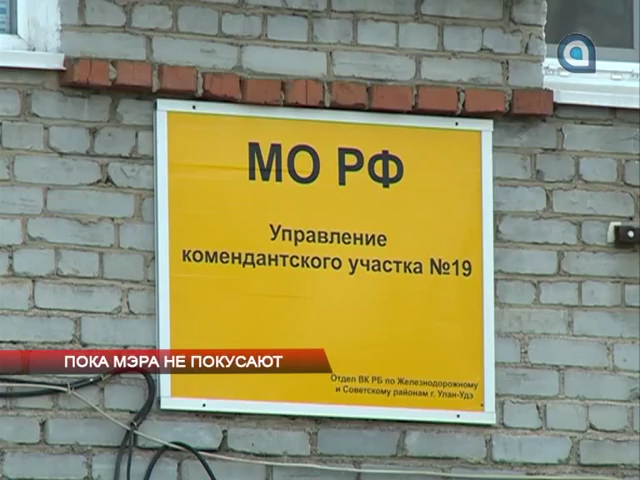 МО РФ
Управление
комендантского участка №19
ПОКА МЭРА НЕ ПОКУСАЮТ
Отдел ВК РБ по Железнодорожному
и Советскому районам г. Улан-Удэ